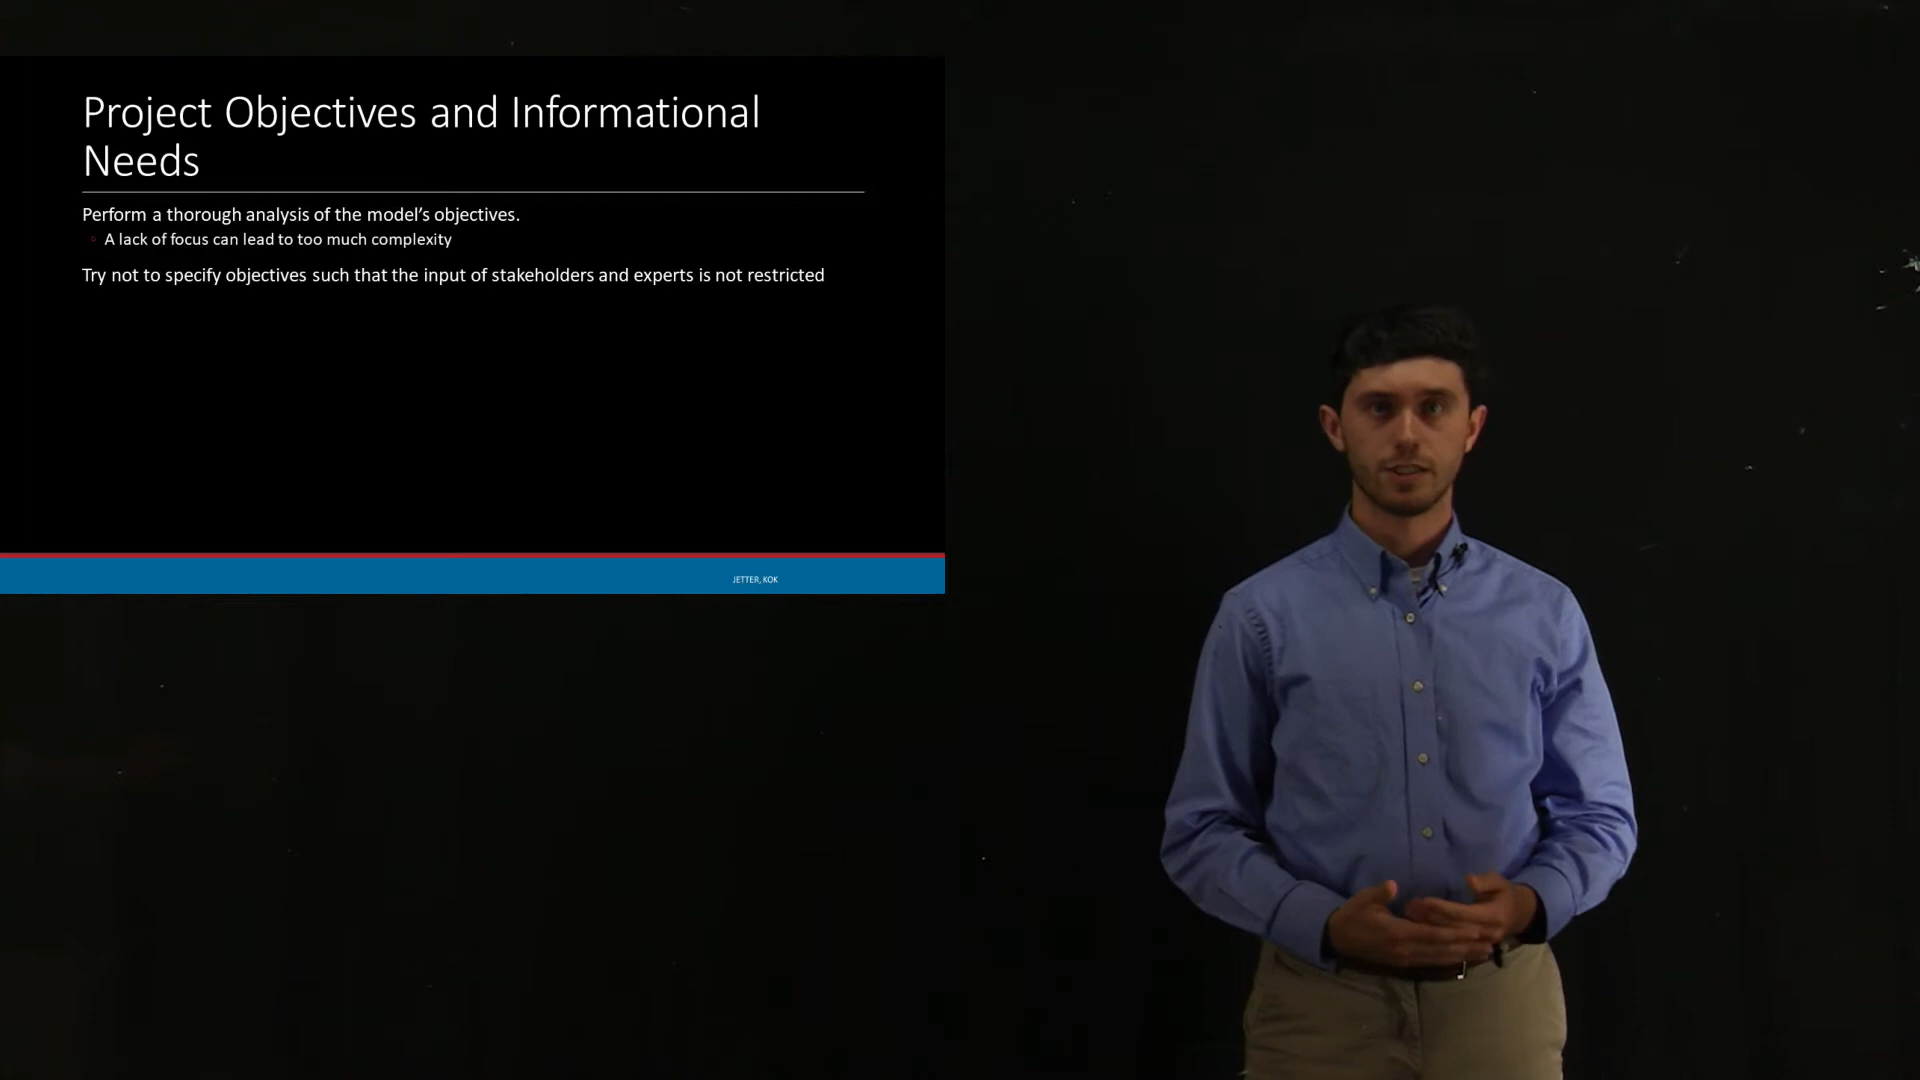 Project Objectives and Informational
Needs
Perform a thorough analysis of the model’s objectives.
A lack of focus can lead to too much complexity
Try not to specify objectives such that the input of stakeholders and experts is not restricted
JETTER, KOK